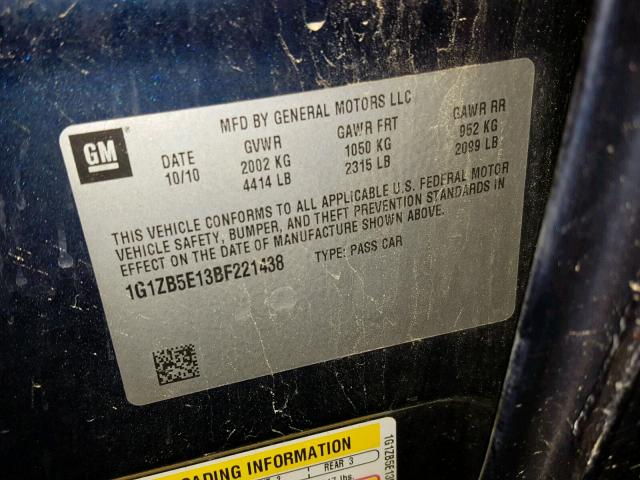 GM
MFD BY GENERAL MOTORS LLC
DATE GVWR GAWR FRT GAWR RR
10/10 2002 KG 1050 KG 952 KG
4414 LB 2315 LB 2099 LB
THIS VEHICLE CONFORMS TO ALL APPLICABLE U.S. FEDERAL MOTOR
VEHICLE SAFETY, BUMPER, AND THEFT PREVENTION STANDARDS IN
EFFECT ON THE DATE OF MANUFACTURE SHOWN ABOVE.
1G1ZB5E13BF221438 TYPE: PASS CAR
ADING INFORMATION
REAR 3
lbs.
1G1ZB5E13